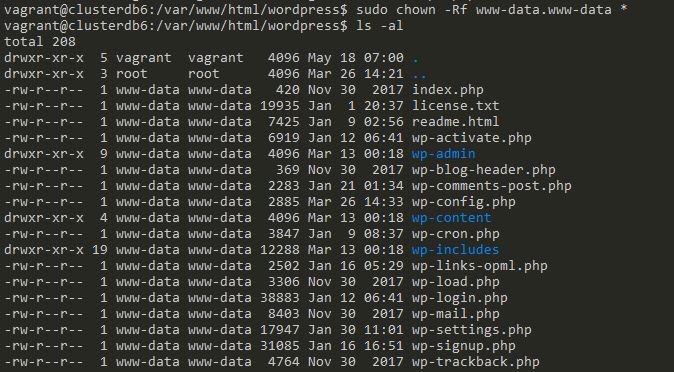 vagrant@clusterdb6:/var/www/html/wordpress$ sudo chown -Rf www-data.www-data *
vagrant@clusterdb6:/var/www/html/wordpress$ ls -al
total 208
drwxr-xr-x  5 vagrant  vagrant   4096 May 18 07:00 .
drwxr-xr-x  3 root     root      4096 Mar 26 14:21 ..
-rw-r--r--  1 www-data www-data   420 Nov 30  2017 index.php
-rw-r--r--  1 www-data www-data 19935 Jan  1 20:37 license.txt
-rw-r--r--  1 www-data www-data  7425 Jan  9 02:56 readme.html
-rw-r--r--  1 www-data www-data  6919 Jan 12 06:41 wp-activate.php
drwxr-xr-x  9 www-data www-data  4096 Mar 13 00:18 wp-admin
-rw-r--r--  1 www-data www-data   369 Nov 30  2017 wp-blog-header.php
-rw-r--r--  1 www-data www-data  2283 Jan 21 01:34 wp-comments-post.php
-rw-r--r--  1 www-data www-data  2885 Mar 26 14:33 wp-config.php
drwxr-xr-x  4 www-data www-data  4096 Mar 13 00:18 wp-content
-rw-r--r--  1 www-data www-data  3847 Jan  9 08:37 wp-cron.php
drwxr-xr-x 19 www-data www-data 12288 Mar 13 00:18 wp-includes
-rw-r--r--  1 www-data www-data  2502 Jan 16 05:29 wp-links-opml.php
-rw-r--r--  1 www-data www-data  3306 Nov 30  2017 wp-load.php
-rw-r--r--  1 www-data www-data 38883 Jan 12 06:41 wp-login.php
-rw-r--r--  1 www-data www-data  8403 Nov 30  2017 wp-mail.php
-rw-r--r--  1 www-data www-data 17947 Jan 30 11:01 wp-settings.php
-rw-r--r--  1 www-data www-data 31085 Jan 16 16:51 wp-signup.php
-rw-r--r--  1 www-data www-data  4764 Nov 30  2017 wp-trackback.php